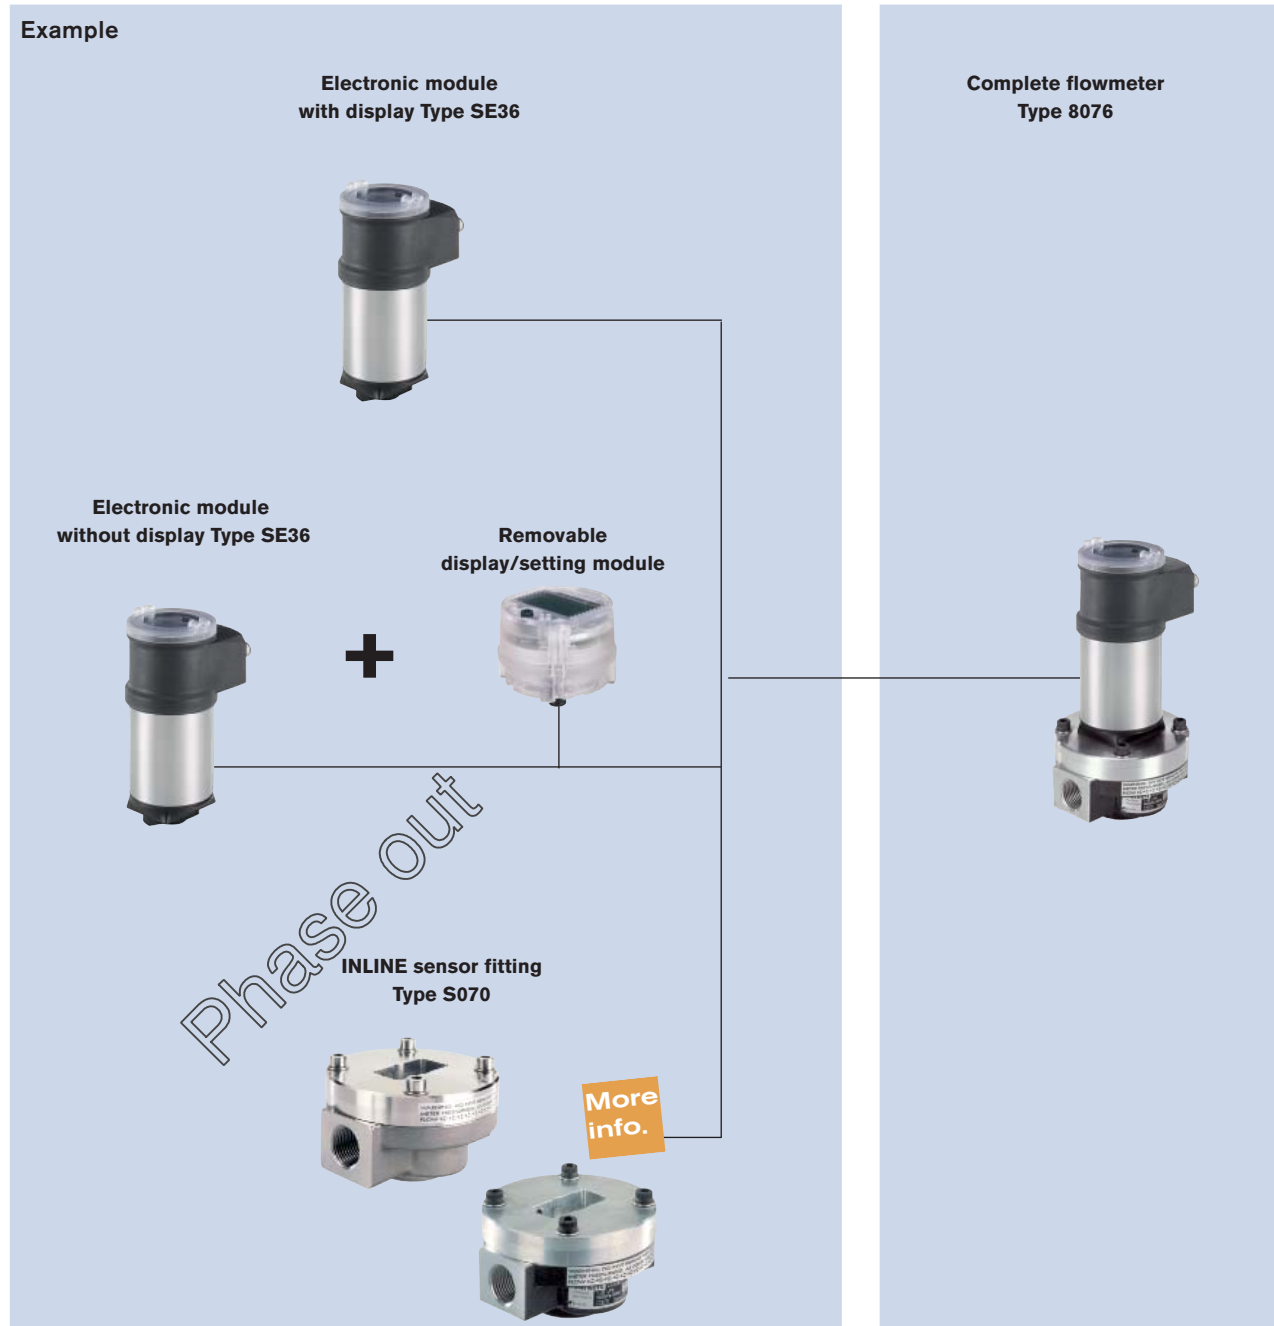 Example
Electronic module
with display Type SE36
Complete flowmeter
Type 8076
Electronic module
without display Type SE36
Removable
display/setting module
Phase out
INLINE sensor fitting
Type S070
More
info.